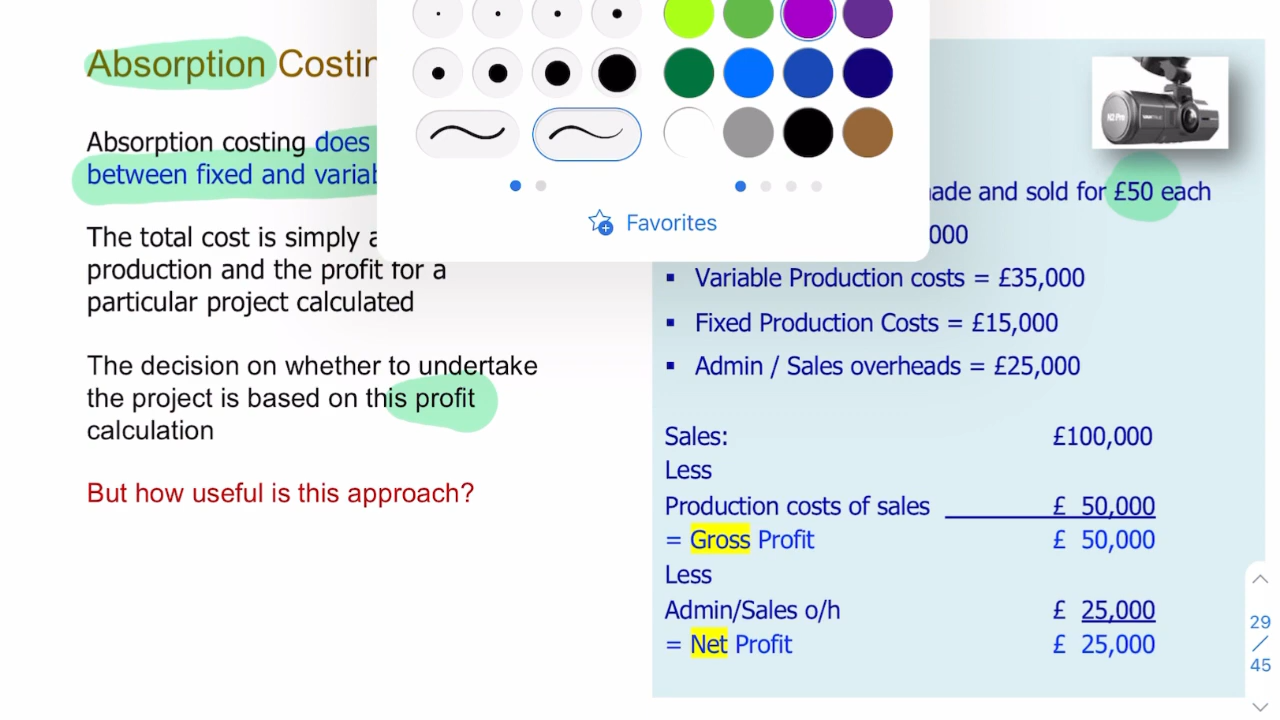 Absorption
Absorption costing does
between fixed and
The total cost is simply
production and the profit for a
particular project calculated
The decision on whether to undertake
the project is based on this profit
calculation
But how useful is this approach?
Favorites
and sold for £50 each
▪ Variable Production costs = £35,000
▪ Fixed Production Costs = £15,000
▪ Admin / Sales overheads = £25,000
Sales: £100,000
Less
Production costs of sales £ 50,000
= Gross Profit £ 50,000
Less
Admin/Sales o/h £ 25,000
= Net Profit £ 25,000
29
/
45